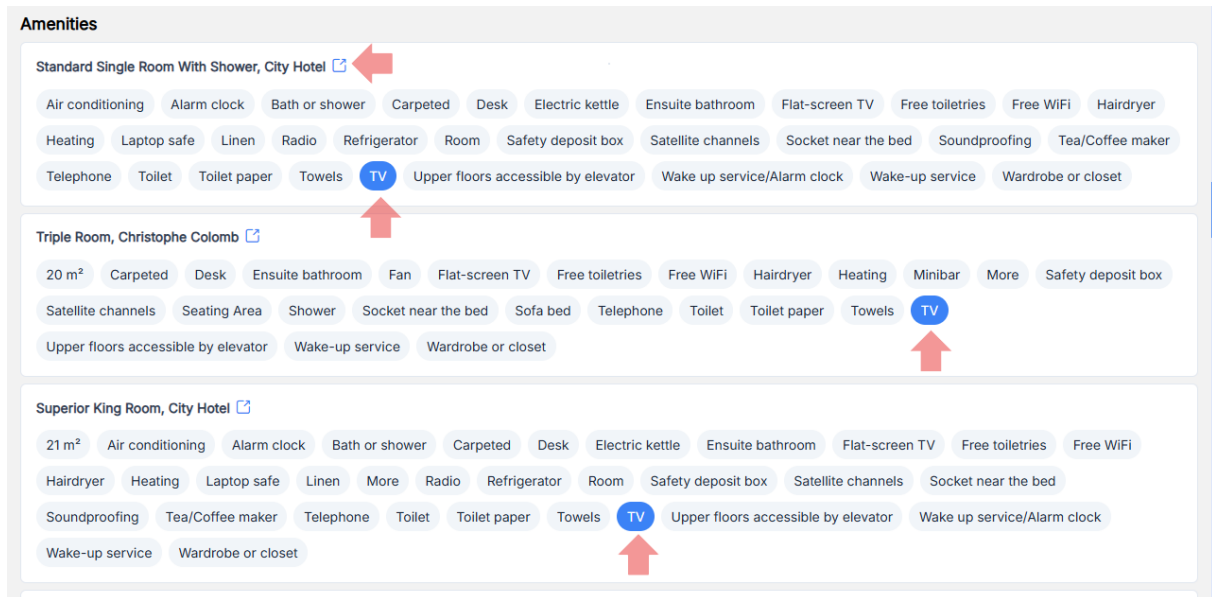 Amenities
Standard Single Room With Shower, City Hotel
Air conditioning Alarm clock Bath or shower Carpeted Desk Electric kettle Ensuite bathroom Flat-screen TV Free toiletries Free WiFi Hairdryer
Heating Laptop safe Linen Radio Refrigerator Room Safety deposit box Satellite channels Socket near the bed Soundproofing Tea/Coffee maker
Telephone Toilet Toilet paper Towels TV Upper floors accessible by elevator Wake up service/Alarm clock Wake-up service Wardrobe or closet
Triple Room, Christophe Colomb
20 m² Carpeted Desk Ensuite bathroom Fan Flat-screen TV Free toiletries Free WiFi Hairdryer Heating Minibar More Safety deposit box
Satellite channels Seating Area Shower Socket near the bed Sofa bed Telephone Toilet Toilet paper Towels TV
Upper floors accessible by elevator Wake-up service Wardrobe or closet
Superior King Room, City Hotel
21 m² Air conditioning Alarm clock Bath or shower Carpeted Desk Electric kettle Ensuite bathroom Flat-screen TV Free toiletries Free WiFi
Hairdryer Heating Laptop safe Linen More Radio Refrigerator Room Safety deposit box Satellite channels Socket near the bed
Soundproofing Tea/Coffee maker Telephone Toilet Toilet paper Towels TV Upper floors accessible by elevator Wake up service/Alarm clock
Wake-up service Wardrobe or closet